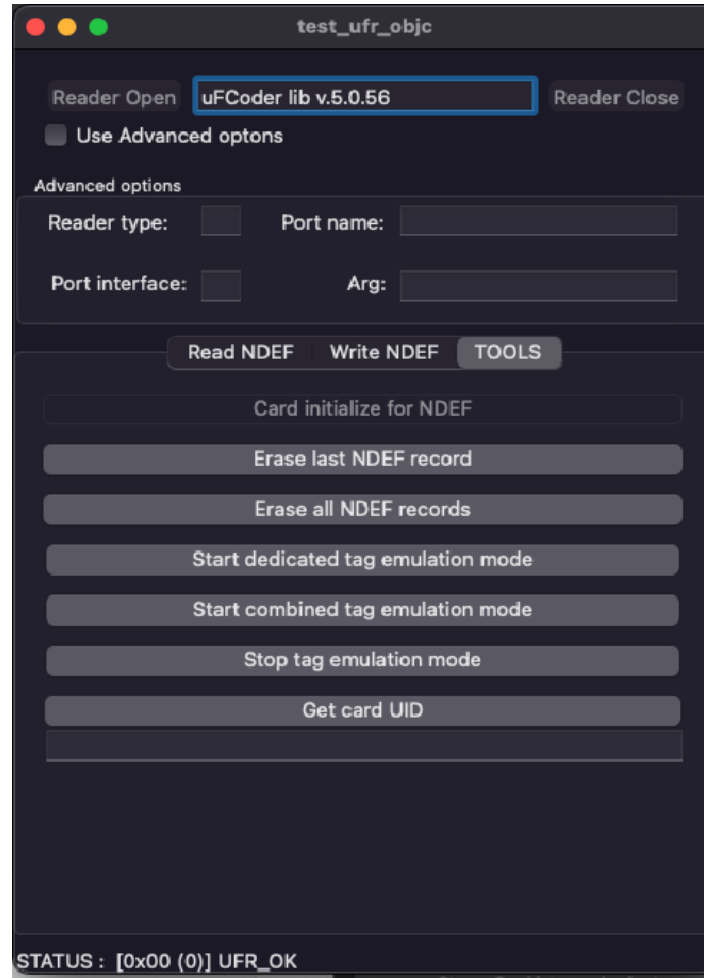 test_ufr_objc
Reader Open uFCoder lib v.5.0.56 Reader Close
Use Advanced optons
Advanced options
Reader type: Port name:
Port interface: Arg:
Read NDEF Write NDEF TOOLS
Card initialize for NDEF
Erase last NDEF record
Erase all NDEF records
Start dedicated tag emulation mode
Start combined tag emulation mode
Stop tag emulation mode
Get card UID
STATUS : [0x00 (0)] UFR_OK